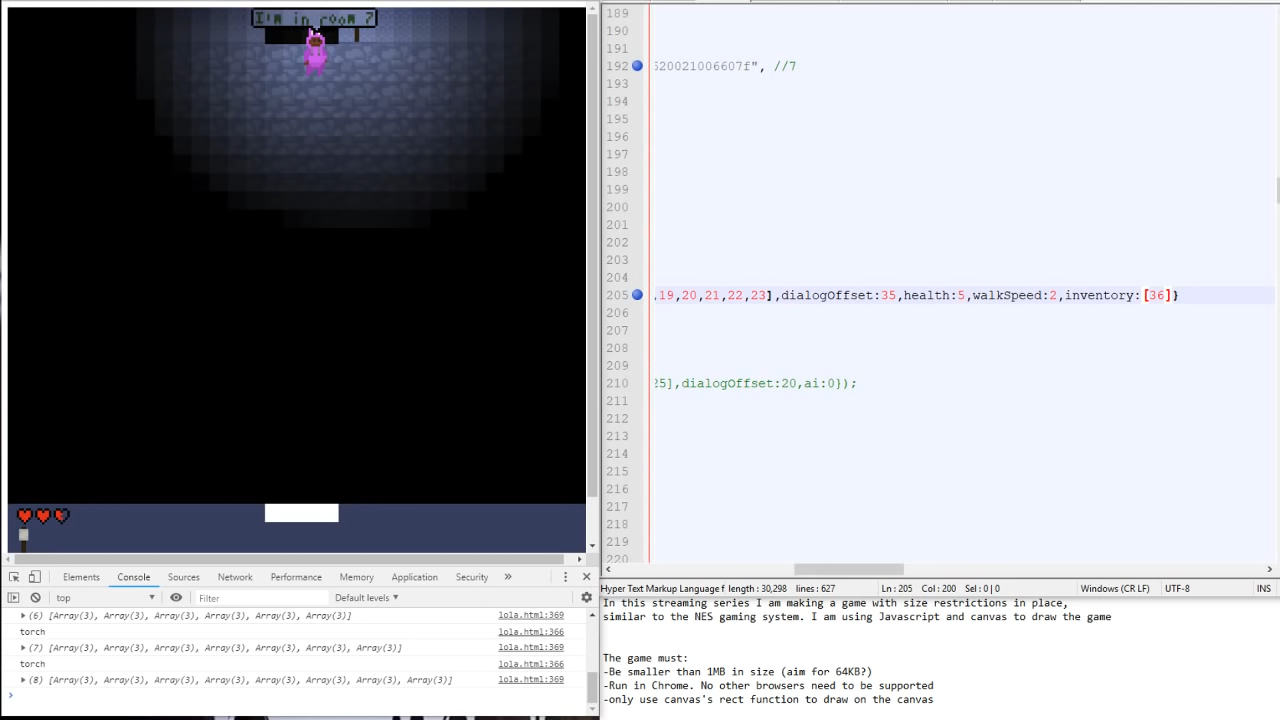 I'm in room 7
Elements Console Sources Network Performance Memory Application Security »
top Filter Default levels
(6) [Array(3), Array(3), Array(3), Array(3), Array(3), Array(3)] lola.html:369
torch lola.html:366
(7) [Array(3), Array(3), Array(3), Array(3), Array(3), Array(3), Array(3)] lola.html:369
torch lola.html:366
(8) [Array(3), Array(3), Array(3), Array(3), Array(3), Array(3), Array(3), Array(3)] lola.html:369
189
190
191
192 520021006607f", //7
193
194
195
196
197
198
199
200
201
202
203
204
205 ,19,20,21,22,23],dialogOffset:35,health:5,walkSpeed:2,inventory:[36]}
206
207
208
209
210 25],dialogOffset:20,ai:0});
211
212
213
214
215
216
217
218
219
220
Hyper Text Markup Language f length : 30,298 lines : 627 Ln : 205 Col : 200 Sel : 0 | 0 Windows (CR LF) UTF-8 INS
In this streaming series I am making a game with size restrictions in place,
similar to the NES gaming system. I am using Javascript and canvas to draw the game
The game must:
-Be smaller than 1MB in size (aim for 64KB?)
-Run in Chrome. No other browsers need to be supported
-only use canvas's rect function to draw on the canvas